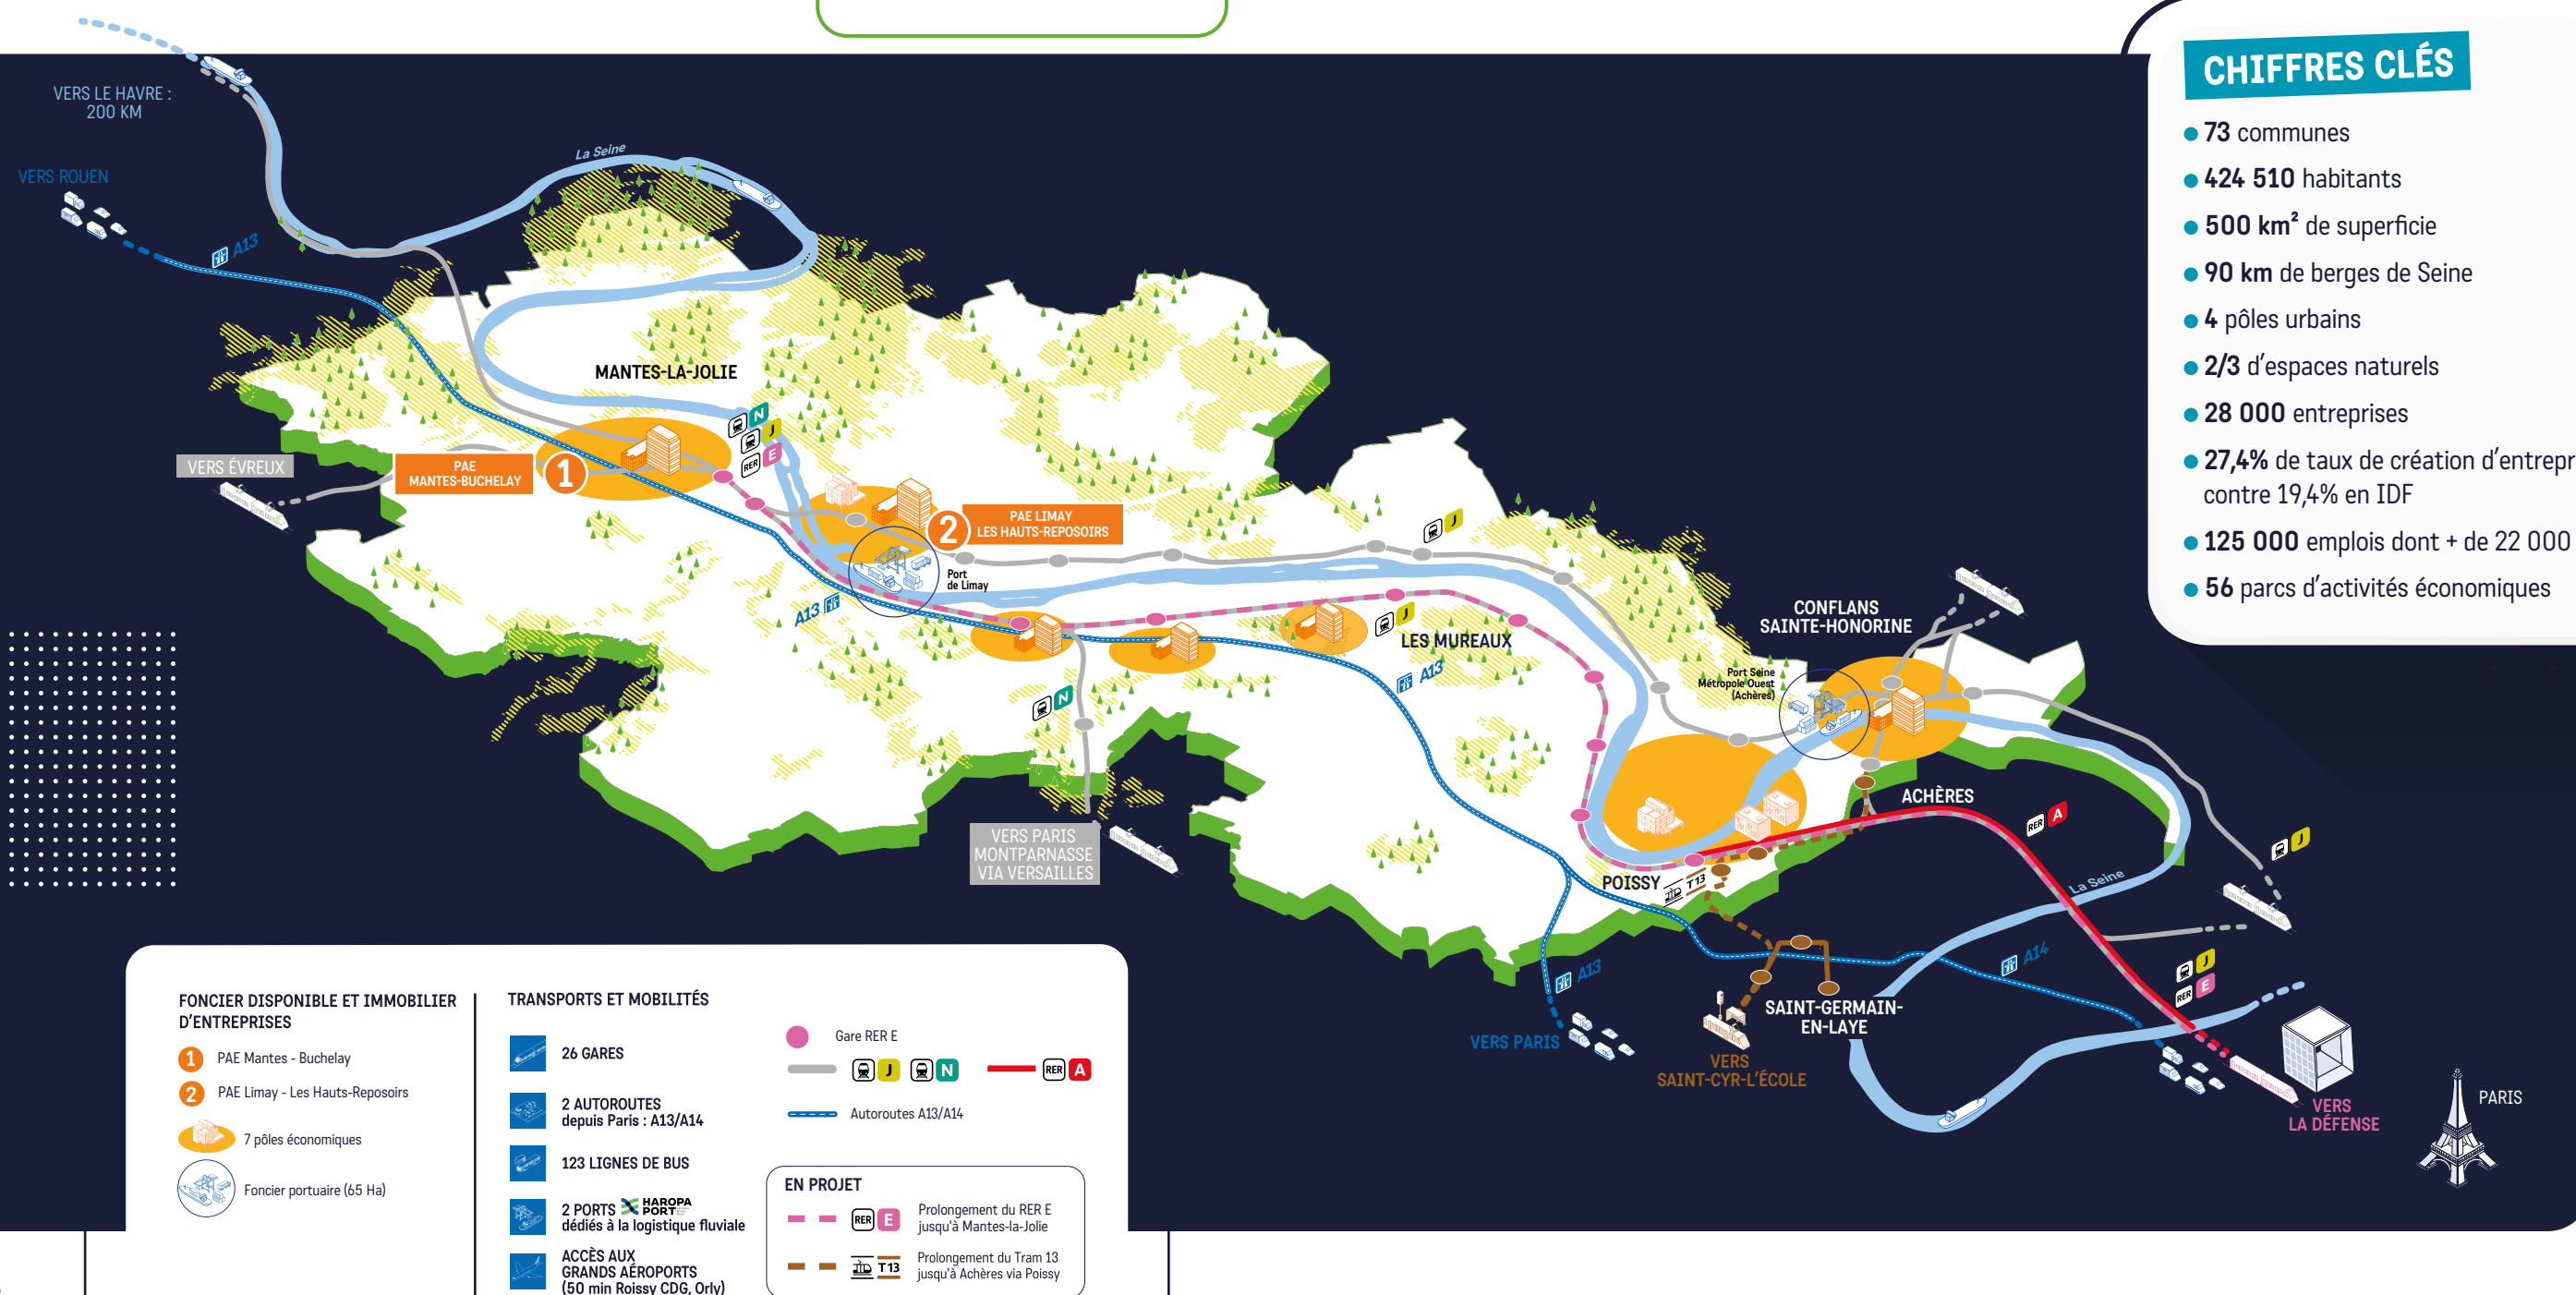 VERS LE HAVRE :
200 KM
VERS ROUEN
A13
La Seine
MANTES-LA-JOLIE
N
J
RER E
VERS ÉVREUX
PAE
MANTES-BUCHELAY
1
2
PAE LIMAY
LES HAUTS-REPOSOIRS
Port
de Limay
A13
J
J
LES MUREAUX
A13
N
VERS PARIS
MONTPARNASSE
VIA VERSAILLES
CONFLANS
SAINTE-HONORINE
Port Seine
Métropole Ouest
(Achères)
ACHÈRES
RER A
J
POISSY
T13
La Seine
A13
A14
VERS PARIS
SAINT-GERMAIN-
EN-LAYE
VERS
SAINT-CYR-L'ÉCOLE
J
RER E
VERS
LA DÉFENSE
PARIS
CHIFFRES CLÉS
73 communes
424 510 habitants
500 km² de superficie
90 km de berges de Seine
4 pôles urbains
2/3 d'espaces naturels
28 000 entreprises
27,4% de taux de création d'entrepr
contre 19,4% en IDF
125 000 emplois dont + de 22 000
56 parcs d'activités économiques
FONCIER DISPONIBLE ET IMMOBILIER
D'ENTREPRISES
1 PAE Mantes - Buchelay
2 PAE Limay - Les Hauts-Reposoirs
7 pôles économiques
Foncier portuaire (65 Ha)
TRANSPORTS ET MOBILITÉS
26 GARES
2 AUTOROUTES
depuis Paris : A13/A14
123 LIGNES DE BUS
2 PORTS HAROPA
PORT
dédiés à la logistique fluviale
ACCÈS AUX
GRANDS AÉROPORTS
(50 min Roissy CDG, Orly)
Gare RER E
J N RER A
Autoroutes A13/A14
EN PROJET
RER E Prolongement du RER E
jusqu'à Mantes-la-Jolie
T13 Prolongement du Tram 13
jusqu'à Achères via Poissy